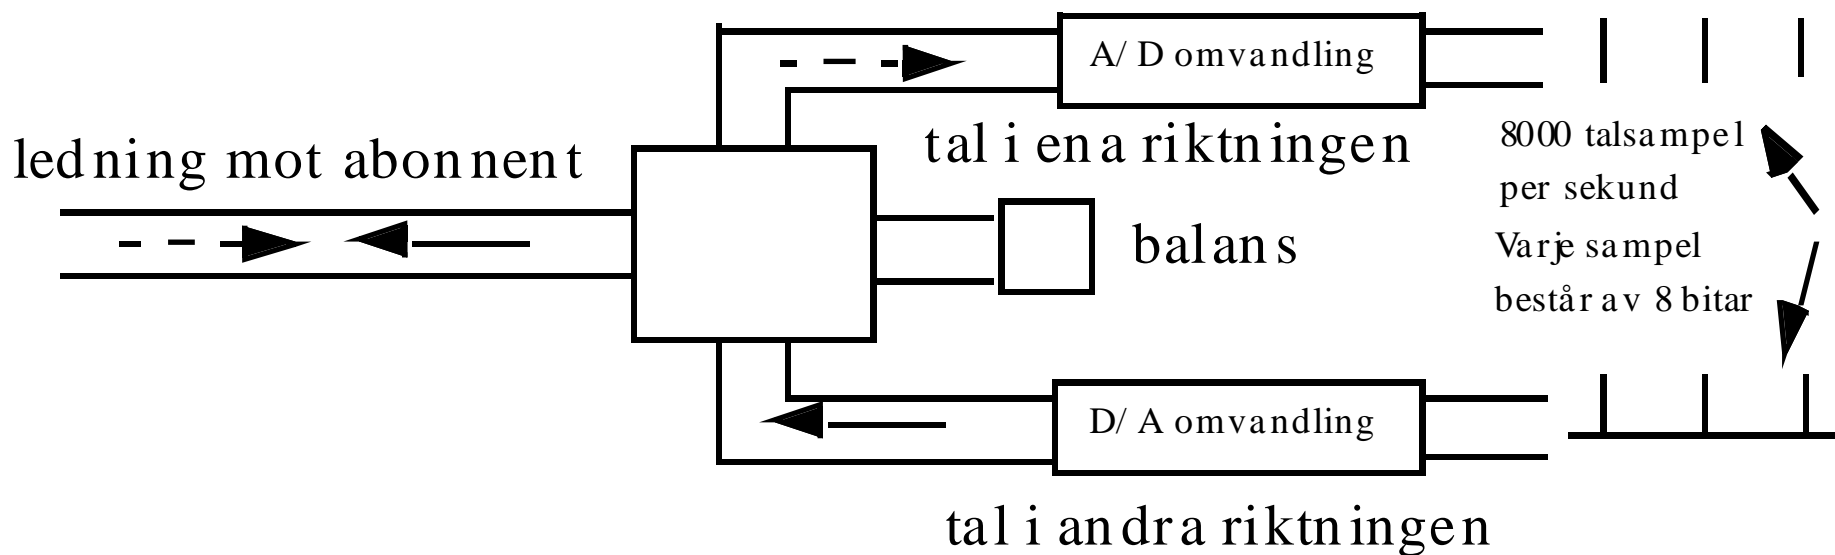 A/D omvandling
tal i ena riktningen
ledning mot abonnent
8000 talsampel
per sekund
Varje sampel
består av 8 bitar
balans
D/A omvandling
tal i andra riktningen